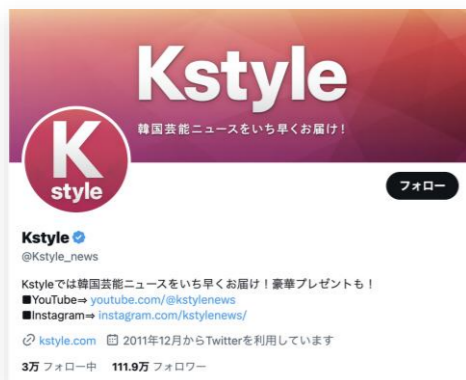 Kstyle
韓国芸能ニュースをいち早くお届け！
K
style
フォロー
Kstyle
@Kstyle_news
Kstyleでは韓国芸能ニュースをいち早くお届け！豪華プレゼントも！
■YouTube⇒ youtube.com/@kstylenews
■Instagram⇒ instagram.com/kstylenews/
kstyle.com 2011年12月からTwitterを利用しています
3万 フォロー中 111.9万 フォロワー